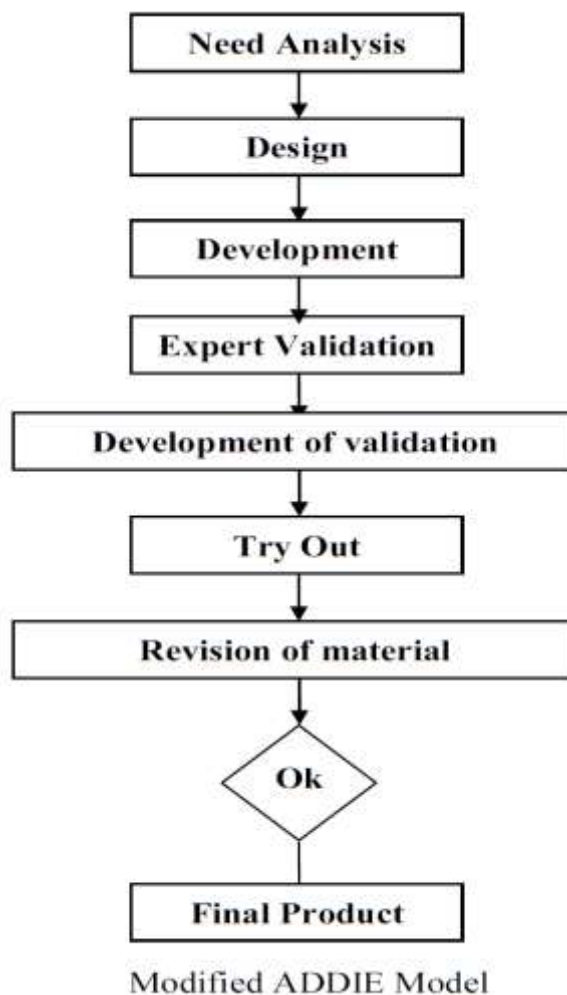 Need Analysis
Design
Development
Expert Validation
Development of validation
Try Out
Revision of material
Ok
Final Product
Modified ADDIE Model